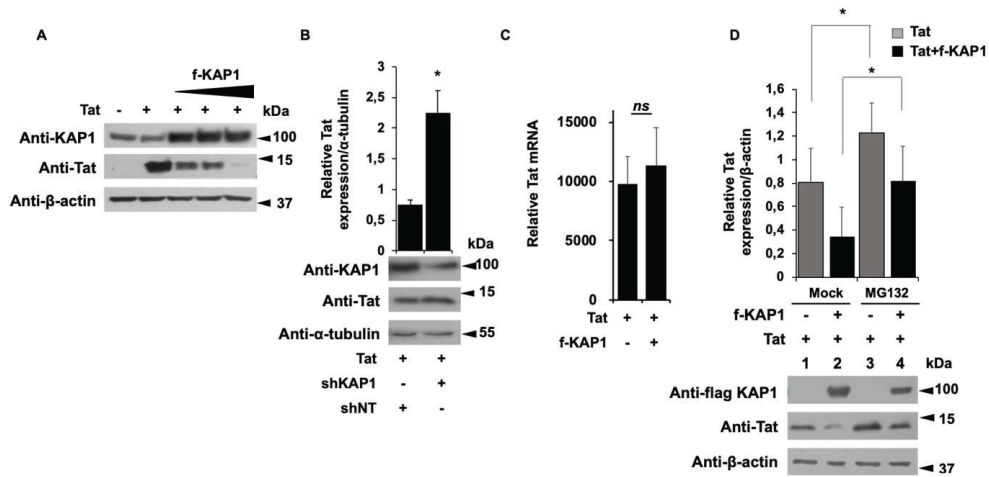 A
f-KAP1
Tat - + + + + kDa
Anti-KAP1 100
Anti-Tat 15
Anti-β-actin 37
B
Relative Tat
expression/α-tubulin
3
2,5
2
1,5
1
0,5
0
*
kDa
Anti-KAP1 100
Anti-Tat 15
Anti-α-tubulin 55
Tat + +
shKAP1 - +
shNT + -
C
Relative Tat mRNA
15000
10000
5000
0
ns
Tat + +
f-KAP1 - +
D
Tat
Tat+f-KAP1
*
*
Relative Tat
expression/β-actin
1,6
1,4
1,2
1
0,8
0,6
0,4
0,2
0
Mock MG132
f-KAP1 - + - +
Tat + + + +
1 2 3 4 kDa
Anti-flag KAP1 100
Anti-Tat 15
Anti-β-actin 37